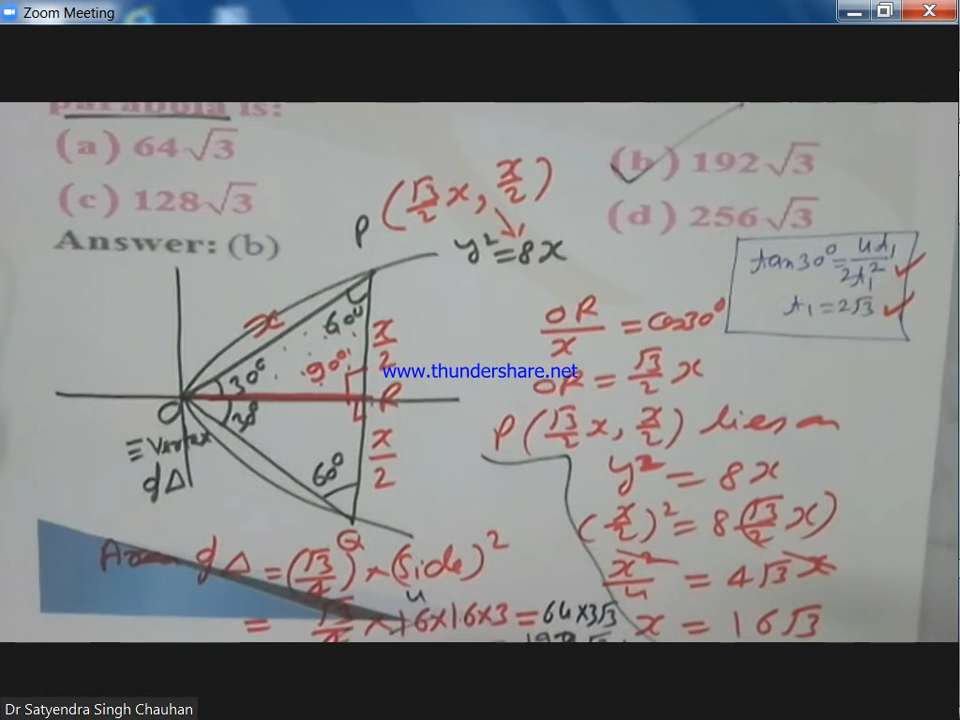 Zoom Meeting
parabola is:
(a) 64√3
(b) 192√3
(c) 128√3
(d) 256√3
Answer: (b)
P (√3/2 x, x/2)
y² = 8x
tan30° = 4t₁/2t₁²
t₁ = 2√3
x
60°
30°
90°
x/2
O
R
30°
x/2
≡ Vertex
of Δ
60°
Q
www.thundershare.net
OR/x = cos30°
OR = √3/2 x
P(√3/2 x, x/2) lies on
y² = 8x
(x/2)² = 8(√3/2 x)
x²/4 = 4√3 x
x = 16√3
Area of Δ = (√3/4) × (Side)²
= √3/4 × 16×16×3 = 64×3√3
4
Dr Satyendra Singh Chauhan